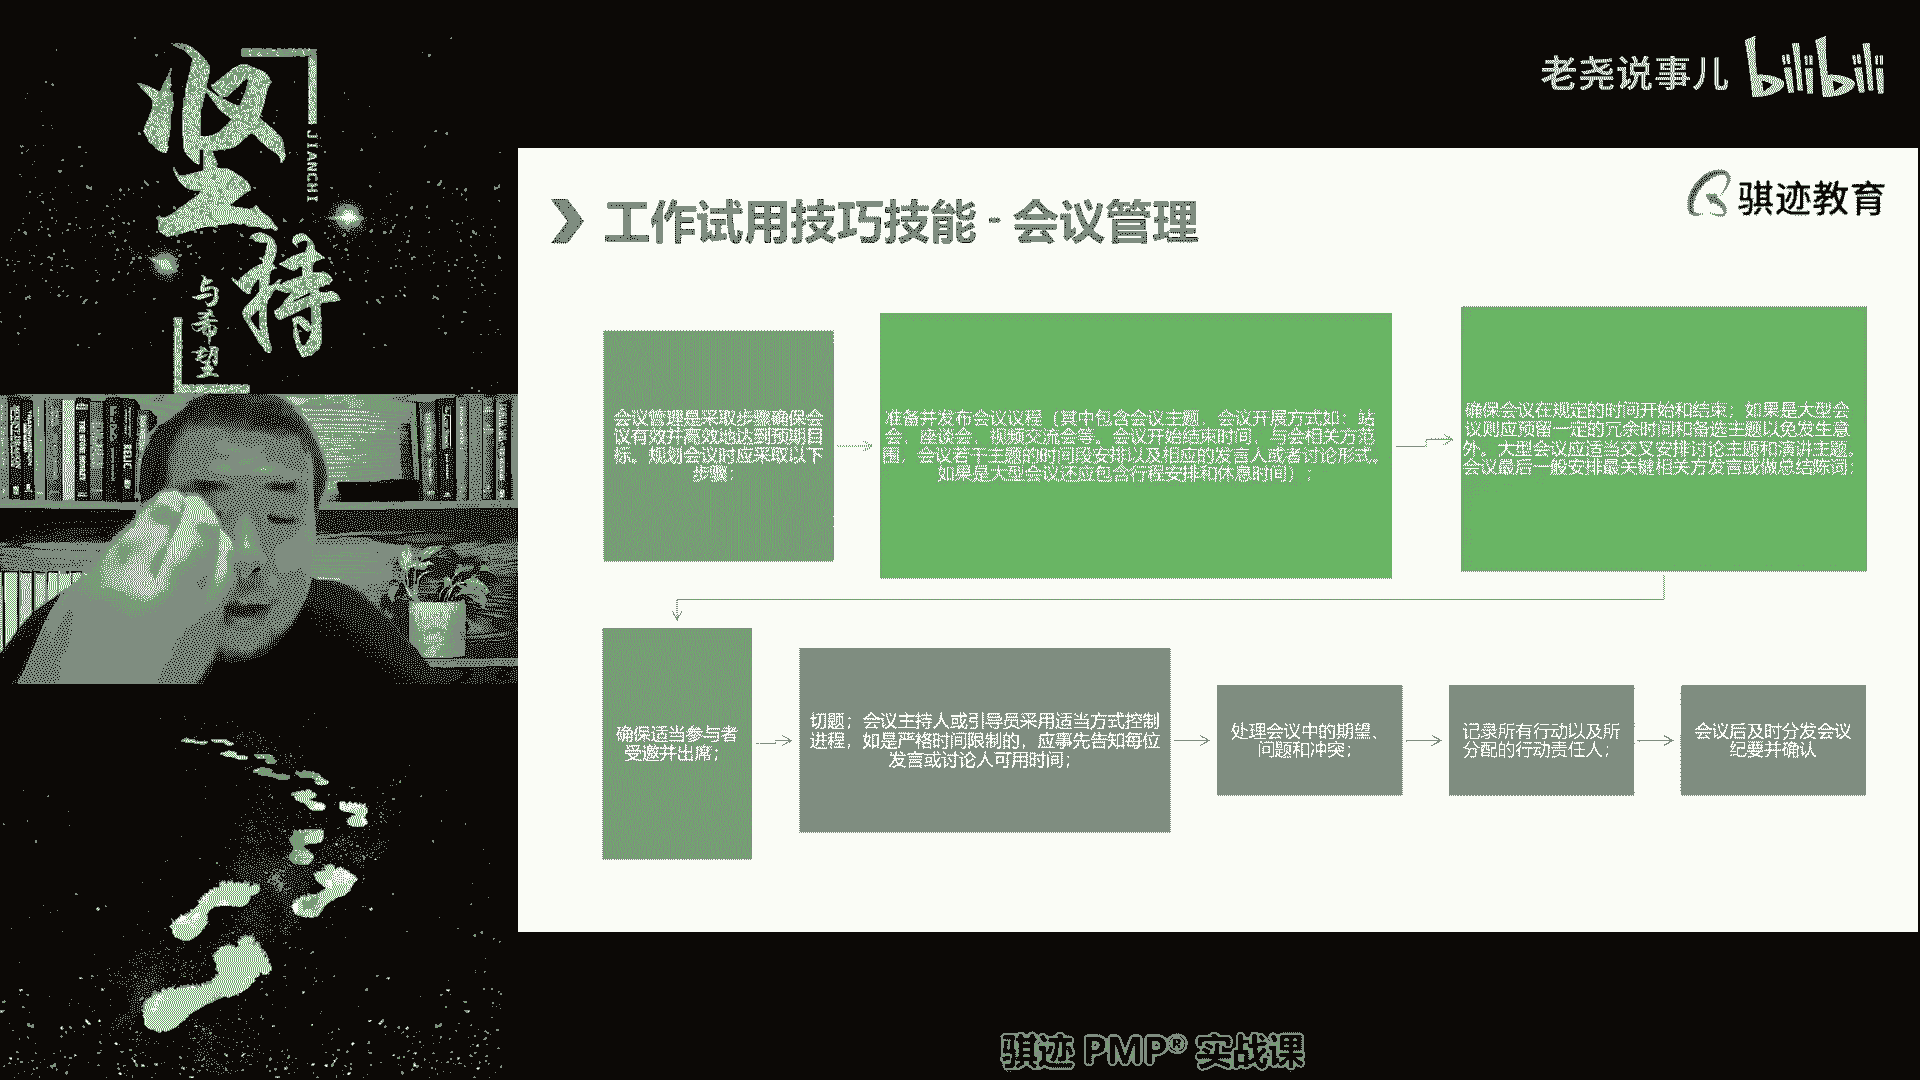 坚持
JIANCHI
与希望
老尧说事儿 bilibili
骐迹教育
工作试用技巧技能 - 会议管理
会议管理是采取步骤确保会
议有效并高效地达到预期目
标。规划会议时应采取以下
步骤：
准备并发布会议议程（其中包含会议主题、会议开展方式如：站
会、座谈会、视频交流会等。会议开始结束时间、与会相关方范
围、会议若干主题的时间段安排以及相应的发言人或者讨论形式。
如果是大型会议还应包含行程安排和休息时间）；
确保会议在规定的时间开始和结束；如果是大型会
议则应预留一定的冗余时间和备选主题以免发生意
外。大型会议应适当交叉安排讨论主题和演讲主题。
会议最后一般安排最关键相关方发言或做总结陈词；
确保适当参与者
受邀并出席；
切题；会议主持人或引导员采用适当方式控制
进程，如是严格时间限制的，应事先告知每位
发言或讨论人可用时间；
处理会议中的期望、
问题和冲突；
记录所有行动以及所
分配的行动责任人；
会议后及时分发会议
纪要并确认
骐迹 PMP® 实战课